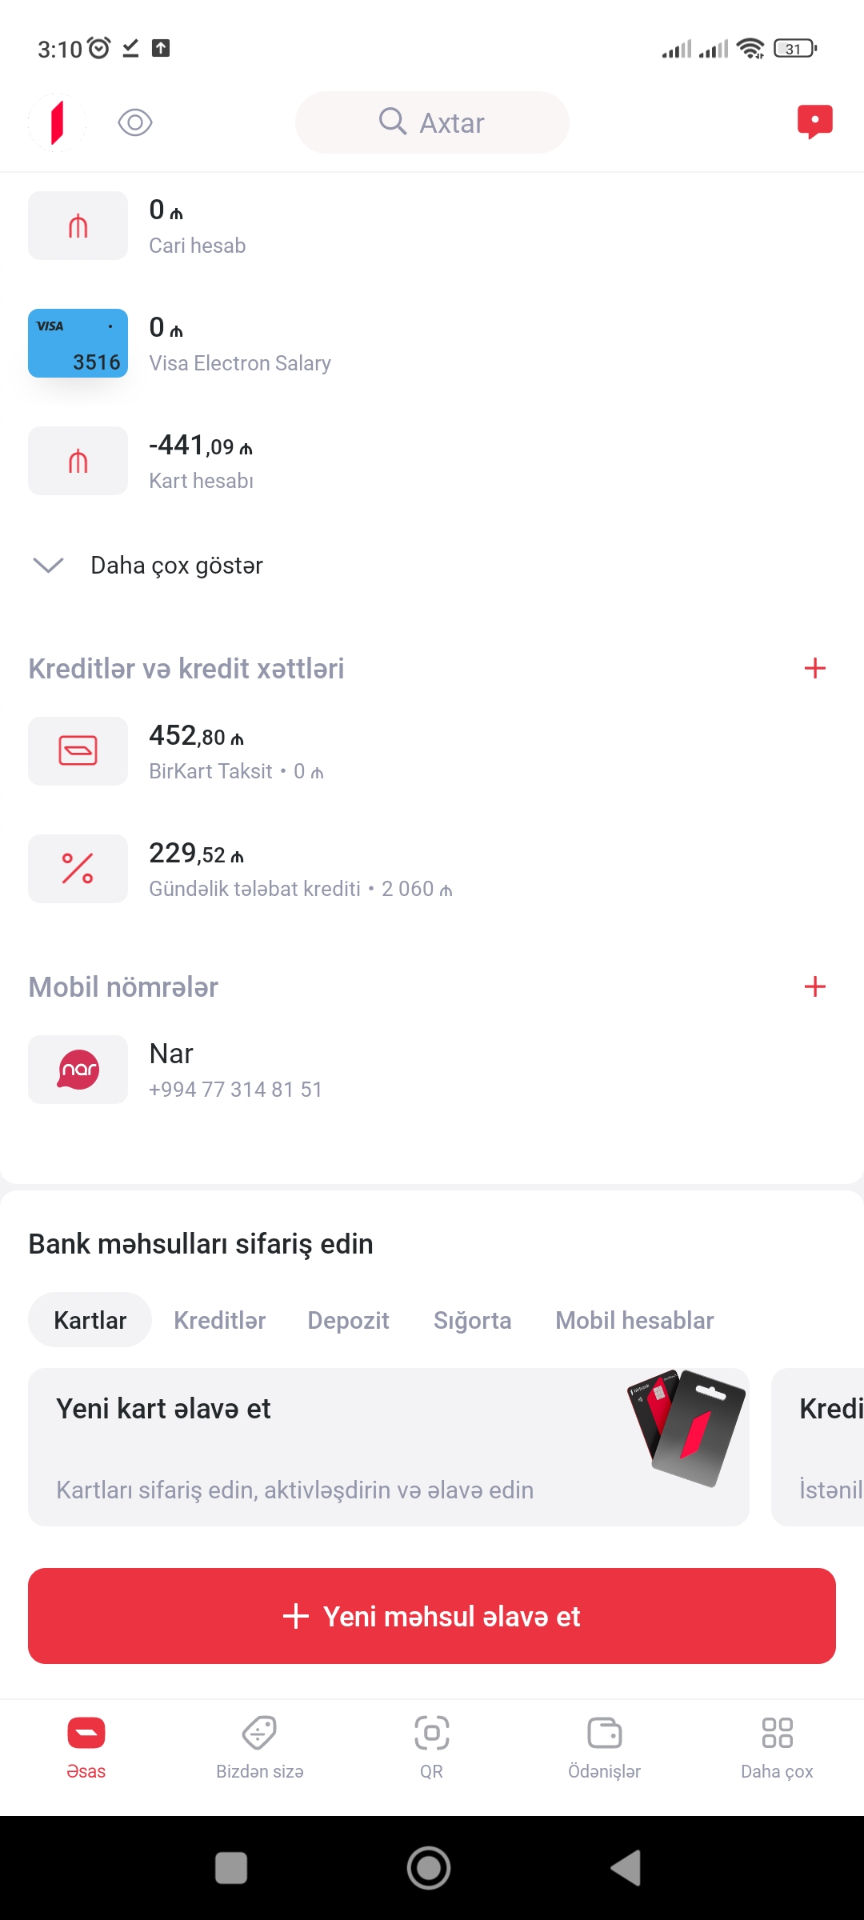 3:10
31
Axtar
0 ₼
Cari hesab
VISA
3516
0 ₼
Visa Electron Salary
-441,09 ₼
Kart hesabı
Daha çox göstər
Kreditlər və kredit xəttləri
452,80 ₼
BirKart Taksit • 0 ₼
229,52 ₼
Gündəlik tələbat krediti • 2 060 ₼
Mobil nömrələr
nar
Nar
+994 77 314 81 51
Bank məhsulları sifariş edin
Kartlar Kreditlər Depozit Sığorta Mobil hesablar
Yeni kart əlavə et
Kartları sifariş edin, aktivləşdirin və əlavə edin
Kredi
İstənil
+ Yeni məhsul əlavə et
Əsas Bizdən sizə QR Ödənişlər Daha çox